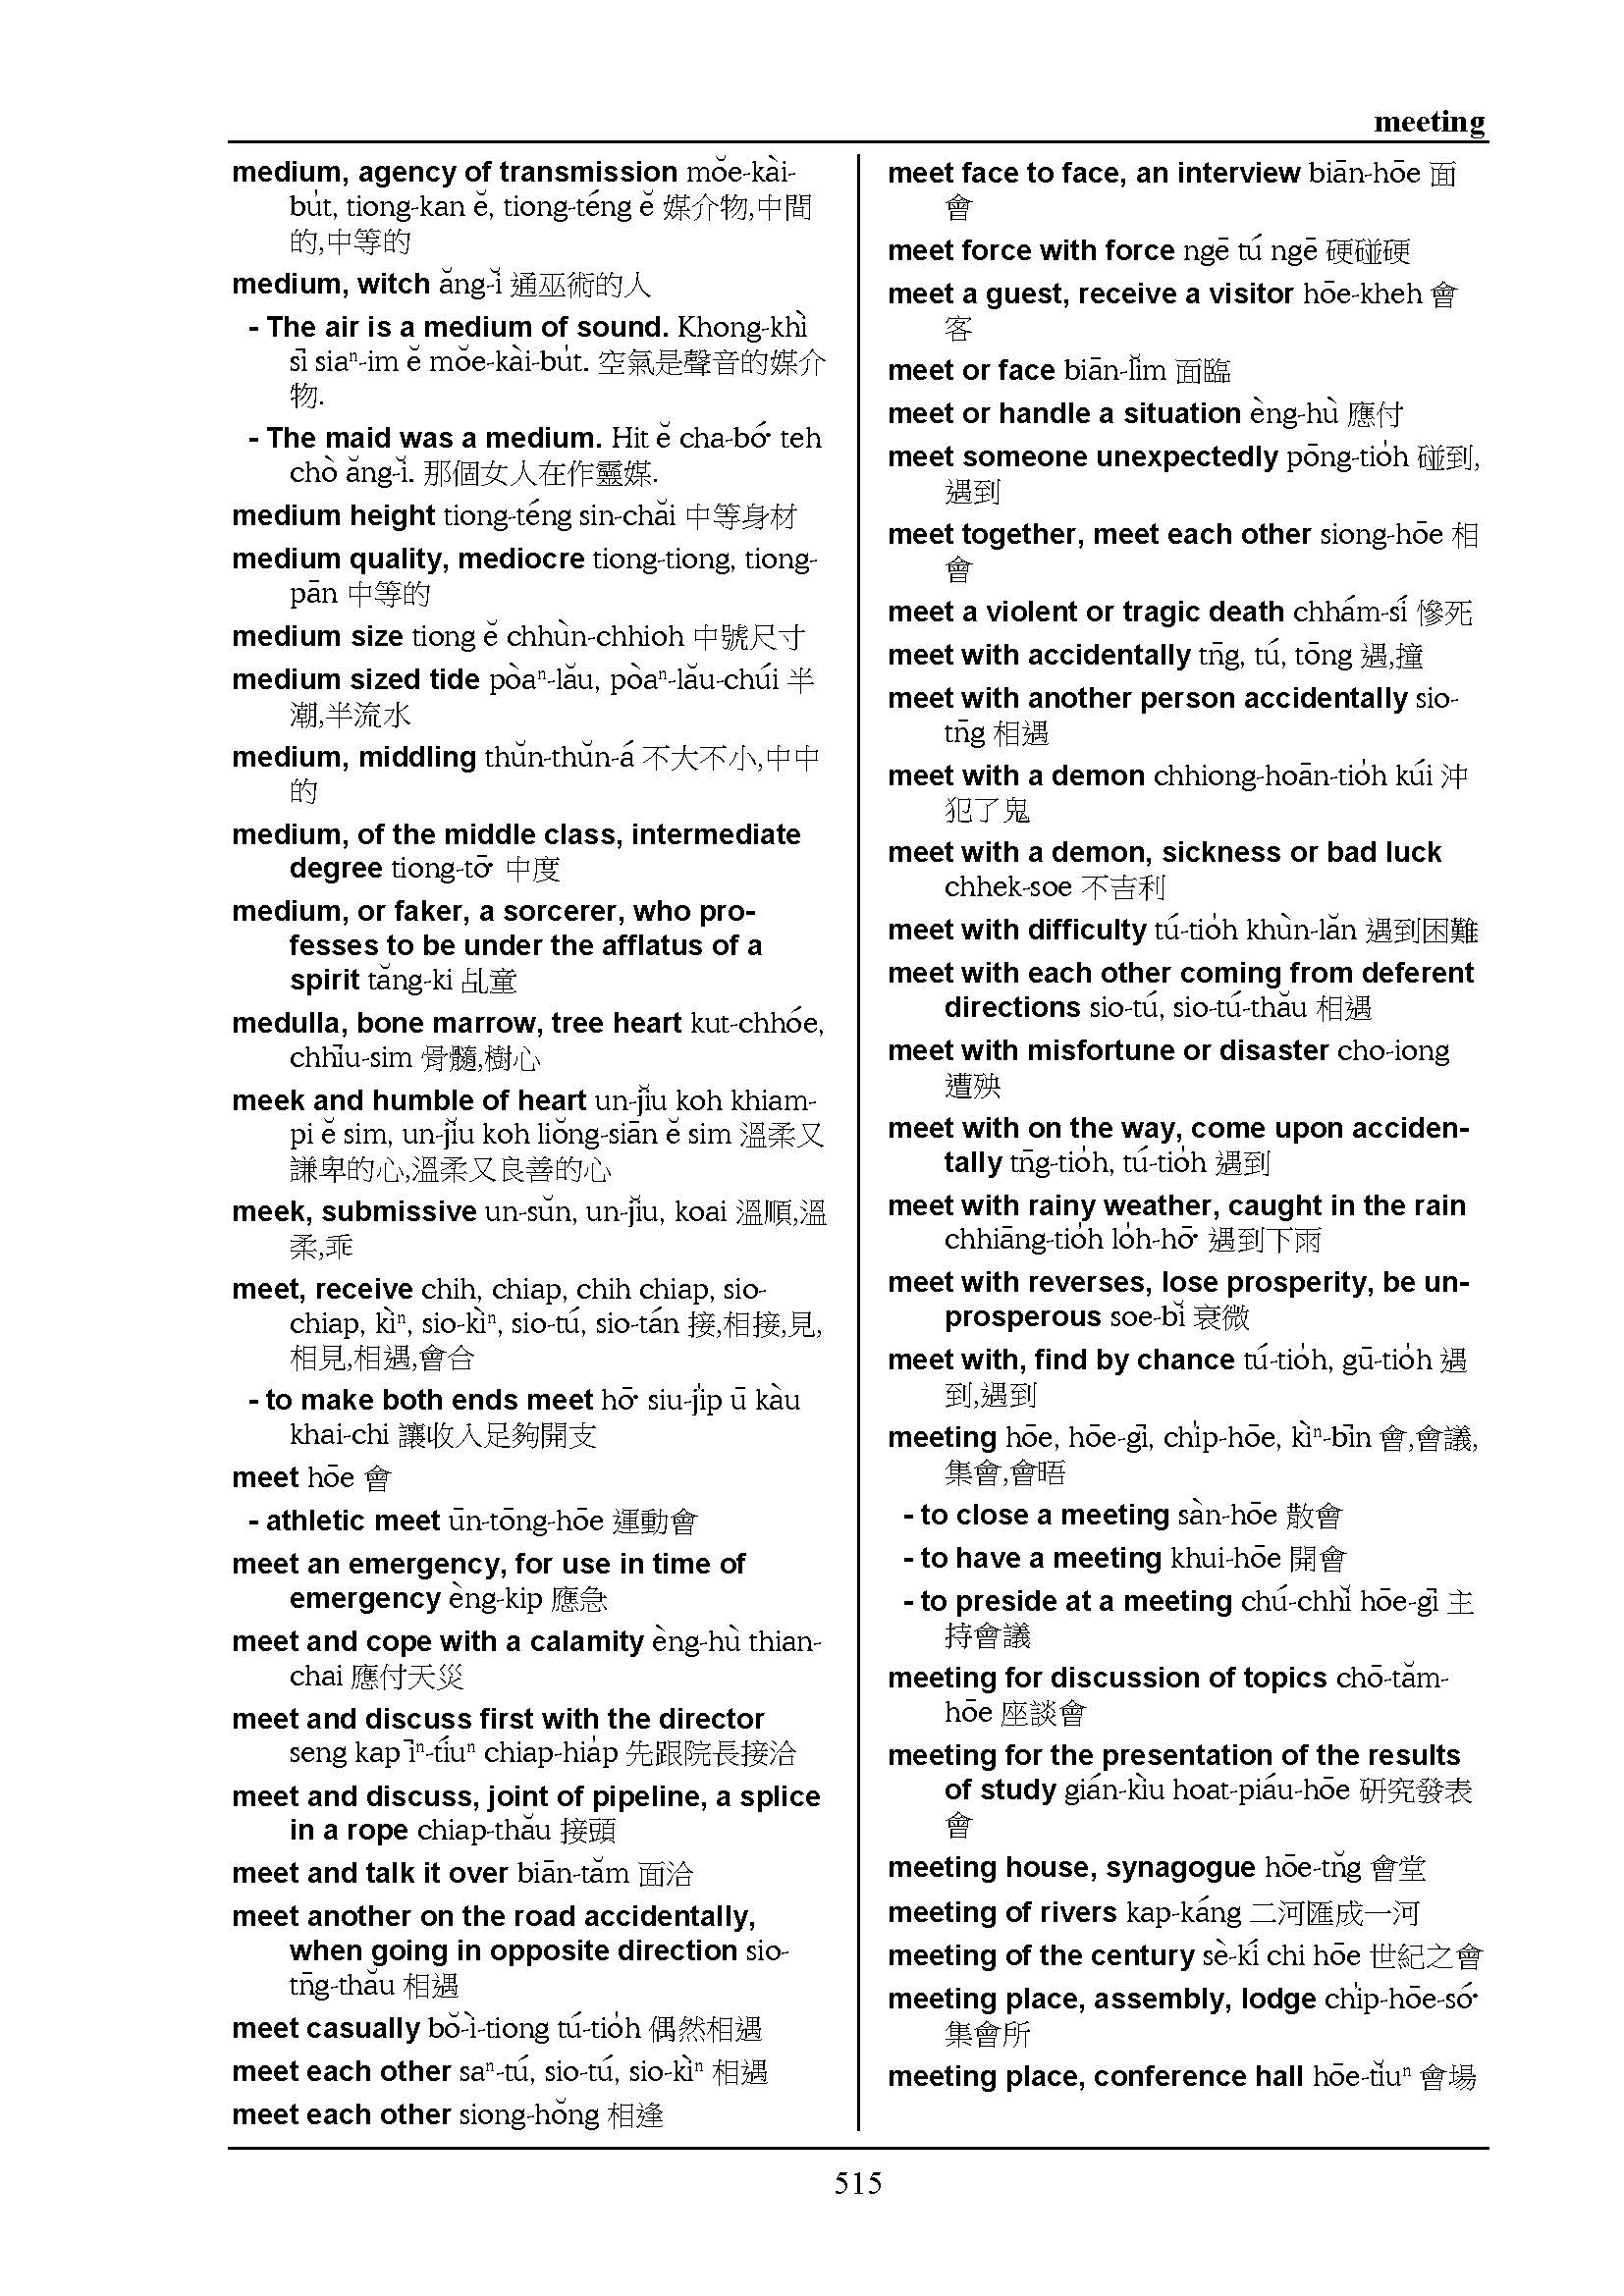 meeting
medium, agency of transmission mŏe-kài-
bu̍t, tiong-kan ĕ, tiong-téng ĕ 媒介物,中間
的,中等的
medium, witch ăng-ĭ 通巫術的人
- The air is a medium of sound. Khong-khì
sī siaⁿ-im ĕ mŏe-kài-bu̍t. 空氣是聲音的媒介
物.
- The maid was a medium. Hit ĕ cha-bó͘ teh
chò ăng-ĭ. 那個女人在作靈媒.
medium height tiong-téng sin-chăi 中等身材
medium quality, mediocre tiong-tiong, tiong-
pān 中等的
medium size tiong ĕ chhùn-chhioh 中號尺寸
medium sized tide pòaⁿ-lău, pòaⁿ-lău-chúi 半
潮,半流水
medium, middling thŭn-thŭn-á 不大不小,中中
的
medium, of the middle class, intermediate
degree tiong-tō͘ 中度
medium, or faker, a sorcerer, who pro-
fesses to be under the afflatus of a
spirit tăng-ki 乩童
medulla, bone marrow, tree heart kut-chhóe,
chhīu-sim 骨髓,樹心
meek and humble of heart un-jĭu koh khiam-
pi ĕ sim, un-jĭu koh liŏng-siān ĕ sim 溫柔又
謙卑的心,溫柔又良善的心
meek, submissive un-sŭn, un-jĭu, koai 溫順,溫
柔,乖
meet, receive chih, chiap, chih chiap, sio-
chiap, kìⁿ, sio-kìⁿ, sio-tú, sio-tán 接,相接,見,
相見,相遇,會合
- to make both ends meet hō͘ siu-ji̍p ū kàu
khai-chi 讓收入足夠開支
meet hōe 會
- athletic meet ūn-tōng-hōe 運動會
meet an emergency, for use in time of
emergency èng-kip 應急
meet and cope with a calamity èng-hù thian-
chai 應付天災
meet and discuss first with the director
seng kap īⁿ-tíuⁿ chiap-hia̍p 先跟院長接洽
meet and discuss, joint of pipeline, a splice
in a rope chiap-thău 接頭
meet and talk it over biān-tăm 面洽
meet another on the road accidentally,
when going in opposite direction sio-
tn̄g-thău 相遇
meet casually bŏ-ì-tiong tú-tio̍h 偶然相遇
meet each other saⁿ-tú, sio-tú, sio-kìⁿ 相遇
meet each other siong-hŏng 相逢
meet face to face, an interview biān-hōe 面
會
meet force with force ngē tú ngē 硬碰硬
meet a guest, receive a visitor hōe-kheh 會
客
meet or face biān-lĭm 面臨
meet or handle a situation èng-hù 應付
meet someone unexpectedly pōng-tio̍h 碰到,
遇到
meet together, meet each other siong-hōe 相
會
meet a violent or tragic death chhám-sí 慘死
meet with accidentally tn̄g, tú, tōng 遇,撞
meet with another person accidentally sio-
tn̄g 相遇
meet with a demon chhiong-hoān-tio̍h kúi 沖
犯了鬼
meet with a demon, sickness or bad luck
chhek-soe 不吉利
meet with difficulty tú-tio̍h khùn-lăn 遇到困難
meet with each other coming from deferent
directions sio-tú, sio-tú-thău 相遇
meet with misfortune or disaster cho-iong
遭殃
meet with on the way, come upon acciden-
tally tn̄g-tio̍h, tú-tio̍h 遇到
meet with rainy weather, caught in the rain
chhiāng-tio̍h lo̍h-hō͘ 遇到下雨
meet with reverses, lose prosperity, be un-
prosperous soe-bĭ 衰微
meet with, find by chance tú-tio̍h, gū-tio̍h 遇
到,遇到
meeting hōe, hōe-gī, chi̍p-hōe, kìⁿ-bīn 會,會議,
集會,會晤
- to close a meeting sàn-hōe 散會
- to have a meeting khui-hōe 開會
- to preside at a meeting chú-chhĭ hōe-gī 主
持會議
meeting for discussion of topics chō-tăm-
hōe 座談會
meeting for the presentation of the results
of study gián-kìu hoat-piáu-hōe 研究發表
會
meeting house, synagogue hōe-tn̆g 會堂
meeting of rivers kap-káng 二河匯成一河
meeting of the century sè-kí chi hōe 世紀之會
meeting place, assembly, lodge chi̍p-hōe-só͘
集會所
meeting place, conference hall hōe-tĭuⁿ 會場
515